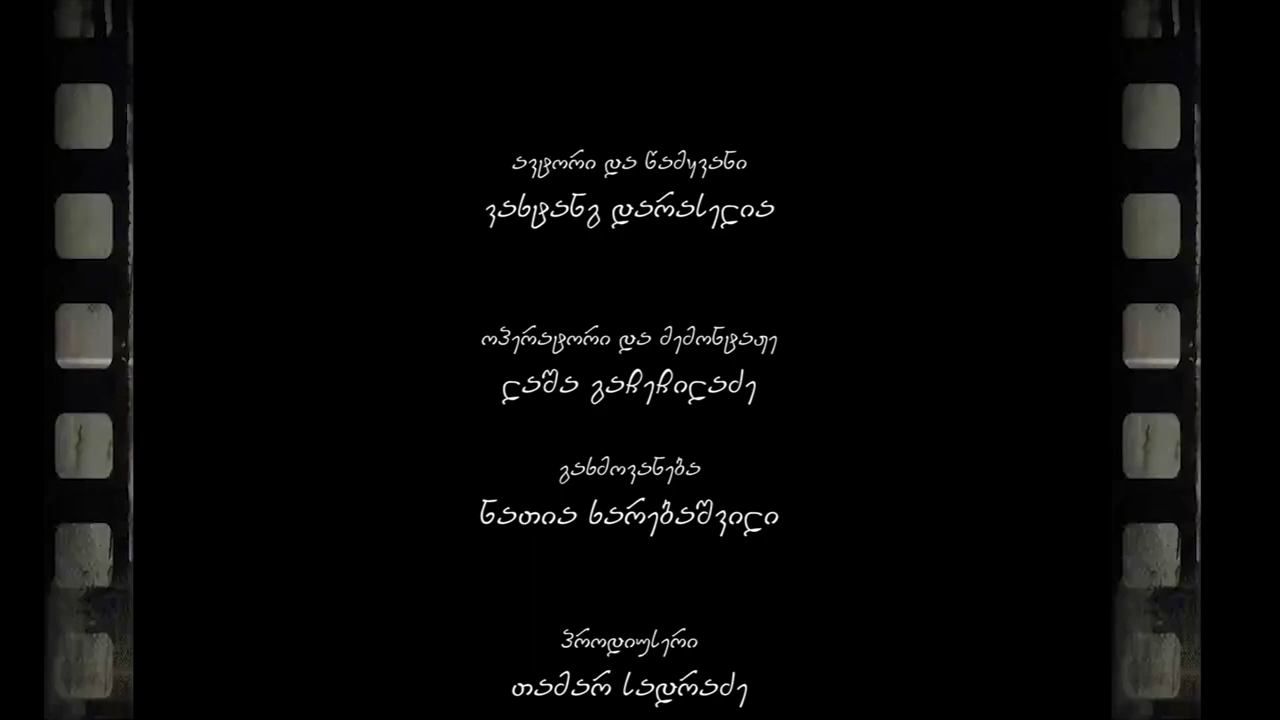 ავტორი და წამყვანი
ვახტანგ დარასელია
ოპერატორი და მემონტაჟე
ლაშა გაჩეჩილაძე
გახმოვანება
ნათია ხარებაშვილი
პროდიუსერი
თამარ სადრაძე